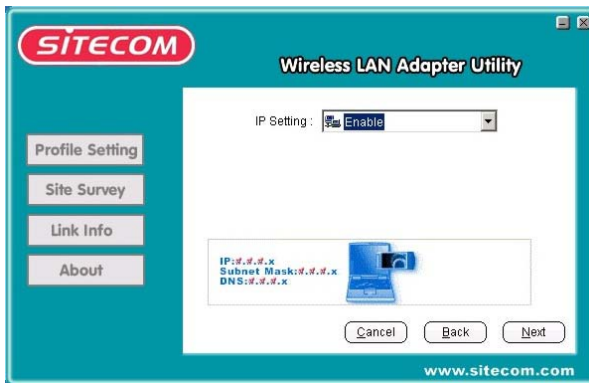 SITECOM
Wireless LAN Adapter Utility
IP Setting : Enable
Profile Setting
Site Survey
Link Info
About
IP:#.#.#.x
Subnet Mask:#.#.#.x
DNS:#.#.#.x
Cancel Back Next
www.sitecom.com